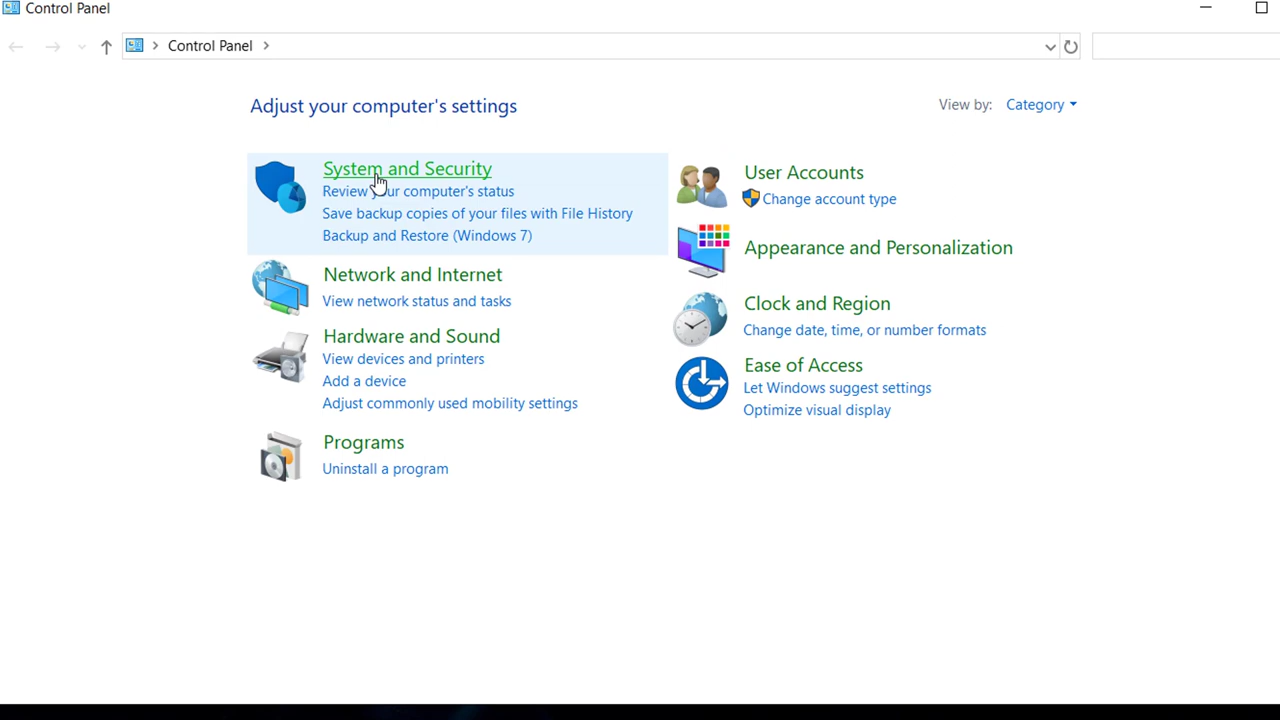 Control Panel
Control Panel
Adjust your computer's settings
View by: Category
System and Security
Review your computer's status
Save backup copies of your files with File History
Backup and Restore (Windows 7)
Network and Internet
View network status and tasks
Hardware and Sound
View devices and printers
Add a device
Adjust commonly used mobility settings
Programs
Uninstall a program
User Accounts
Change account type
Appearance and Personalization
Clock and Region
Change date, time, or number formats
Ease of Access
Let Windows suggest settings
Optimize visual display